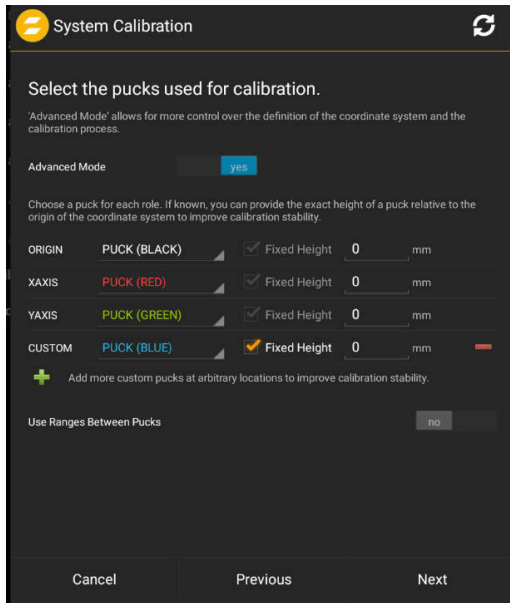 System Calibration
Select the pucks used for calibration.
'Advanced Mode' allows for more control over the definition of the coordinate system and the
calibration process.
Advanced Mode yes
Choose a puck for each role. If known, you can provide the exact height of a puck relative to the
origin of the coordinate system to improve calibration stability.
ORIGIN PUCK (BLACK) Fixed Height 0 mm
XAXIS PUCK (RED) Fixed Height 0 mm
YAXIS PUCK (GREEN) Fixed Height 0 mm
CUSTOM PUCK (BLUE) Fixed Height 0 mm
Add more custom pucks at arbitrary locations to improve calibration stability.
Use Ranges Between Pucks no
Cancel Previous Next